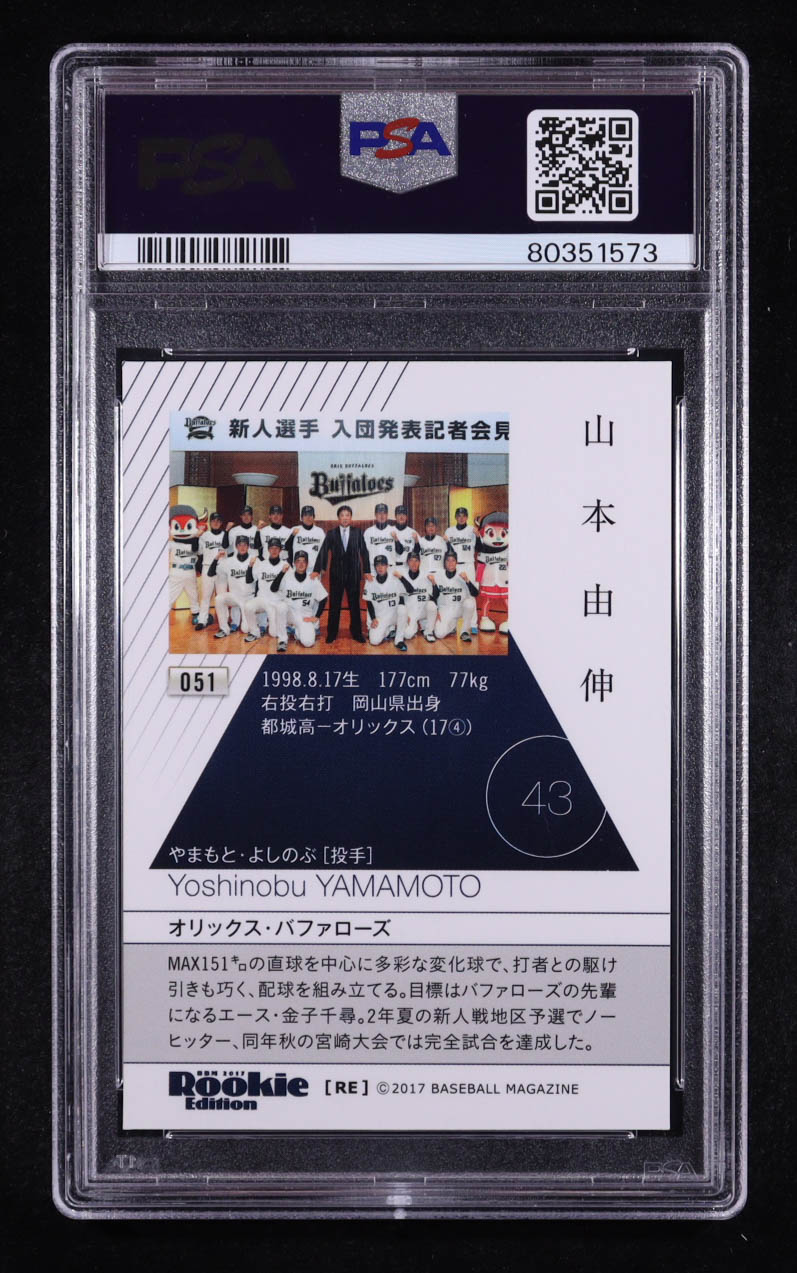 PSA
PSA
80351573
Buffaloes
新人選手 入団発表記者会見
ORIX BUFFALOES
Buffaloes
山本由伸
051
1998.8.17生 177cm 77kg
右投右打 岡山県出身
都城高−オリックス(17④)
43
やまもと・よしのぶ[投手]
Yoshinobu YAMAMOTO
オリックス・バファローズ
MAX151㌔の直球を中心に多彩な変化球で、打者との駆け
引きも巧く、配球を組み立てる。目標はバファローズの先輩
になるエース・金子千尋。2年夏の新人戦地区予選でノー
ヒッター、同年秋の宮崎大会では完全試合を達成した。
BBM 2017
Rookie
Edition
[RE] ©2017 BASEBALL MAGAZINE
PSA